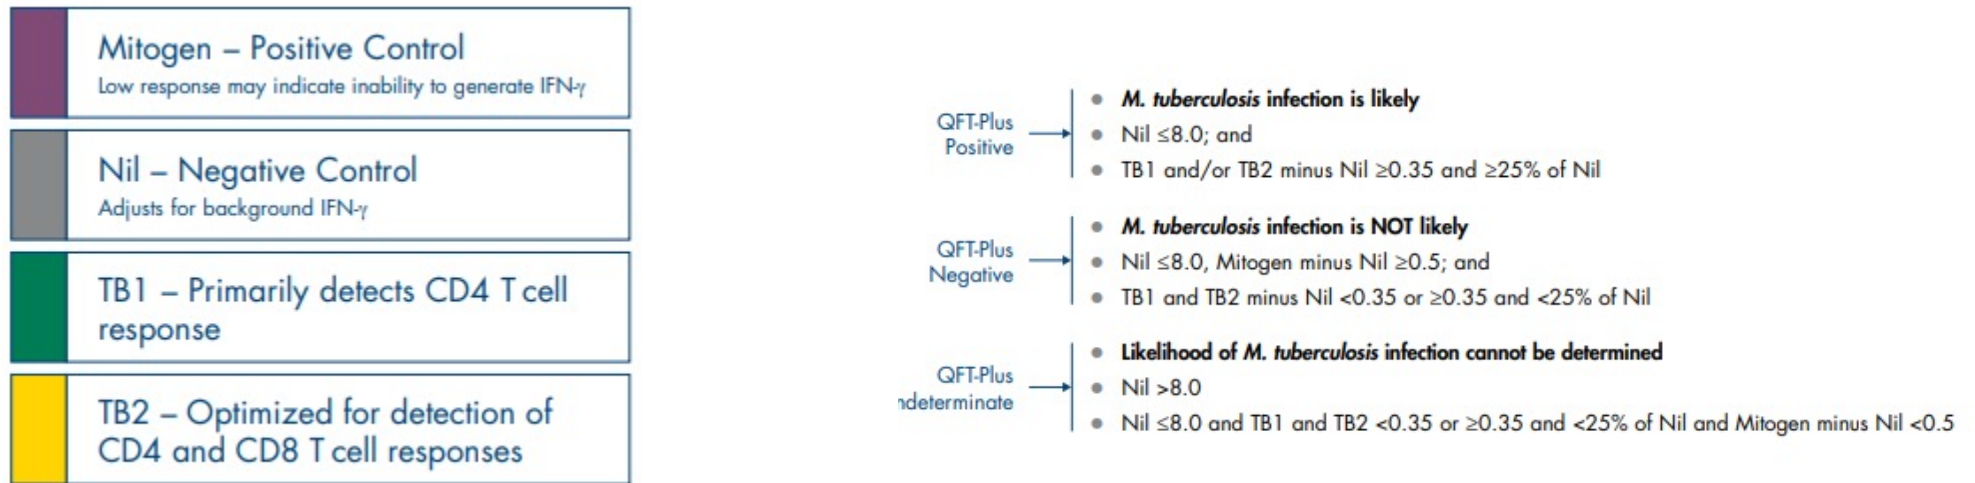 Mitogen – Positive Control
Low response may indicate inability to generate IFN-γ
Nil – Negative Control
Adjusts for background IFN-γ
TB1 – Primarily detects CD4 T cell
response
TB2 – Optimized for detection of
CD4 and CD8 T cell responses
QFT-Plus
Positive
● M. tuberculosis infection is likely
● Nil ≤8.0; and
● TB1 and/or TB2 minus Nil ≥0.35 and ≥25% of Nil
QFT-Plus
Negative
● M. tuberculosis infection is NOT likely
● Nil ≤8.0, Mitogen minus Nil ≥0.5; and
● TB1 and TB2 minus Nil <0.35 or ≥0.35 and <25% of Nil
QFT-Plus
ndeterminate
● Likelihood of M. tuberculosis infection cannot be determined
● Nil >8.0
● Nil ≤8.0 and TB1 and TB2 <0.35 or ≥0.35 and <25% of Nil and Mitogen minus Nil <0.5